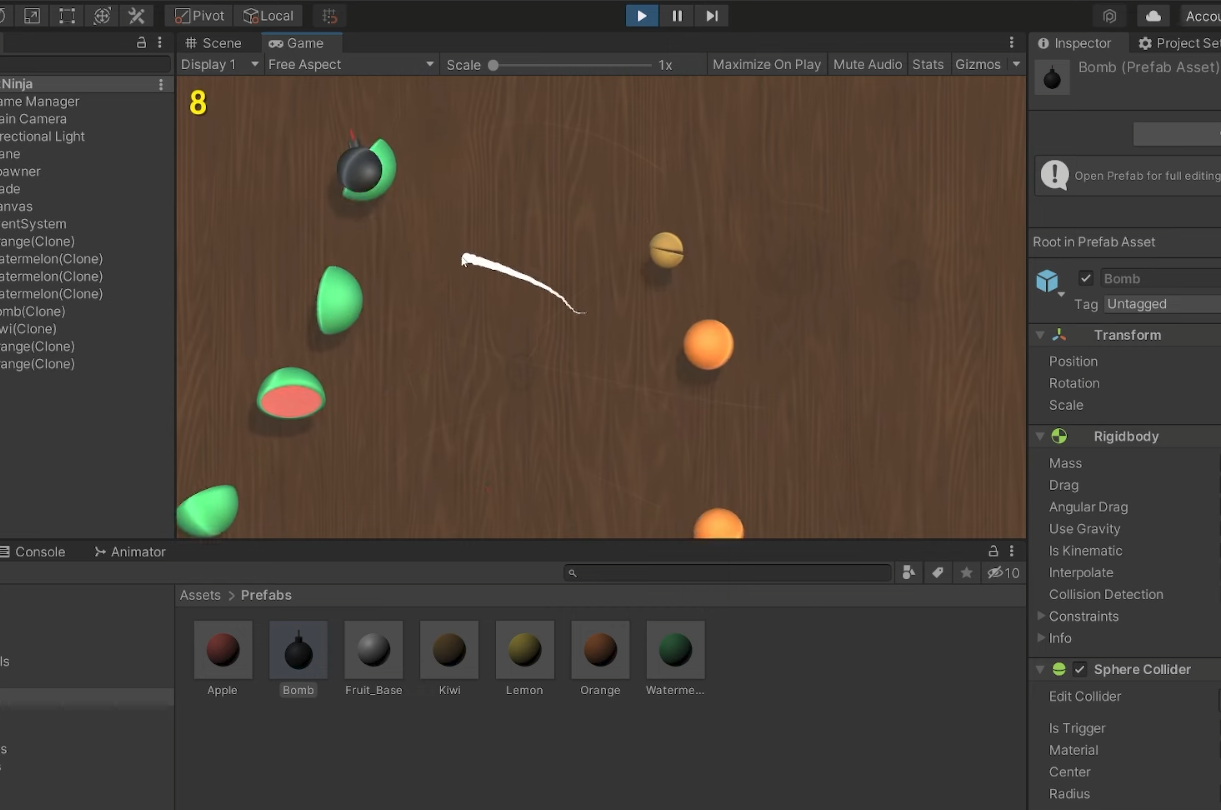 Pivot Local Accou
Scene Game
Display 1 Free Aspect Scale 1x Maximize On Play Mute Audio Stats Gizmos
Ninja
ame Manager
ain Camera
rectional Light
ane
pawner
ade
anvas
entSystem
range(Clone)
atermelon(Clone)
atermelon(Clone)
atermelon(Clone)
omb(Clone)
wi(Clone)
range(Clone)
range(Clone)
8
Inspector Project Set
Bomb (Prefab Asset)
Open Prefab for full editing
Root in Prefab Asset
Bomb
Tag Untagged
Transform
Position
Rotation
Scale
Rigidbody
Mass
Drag
Angular Drag
Use Gravity
Is Kinematic
Interpolate
Collision Detection
Constraints
Info
Sphere Collider
Edit Collider
Is Trigger
Material
Center
Radius
Console Animator
10
Assets > Prefabs
ls
s
s
Apple Bomb Fruit_Base Kiwi Lemon Orange Waterme...